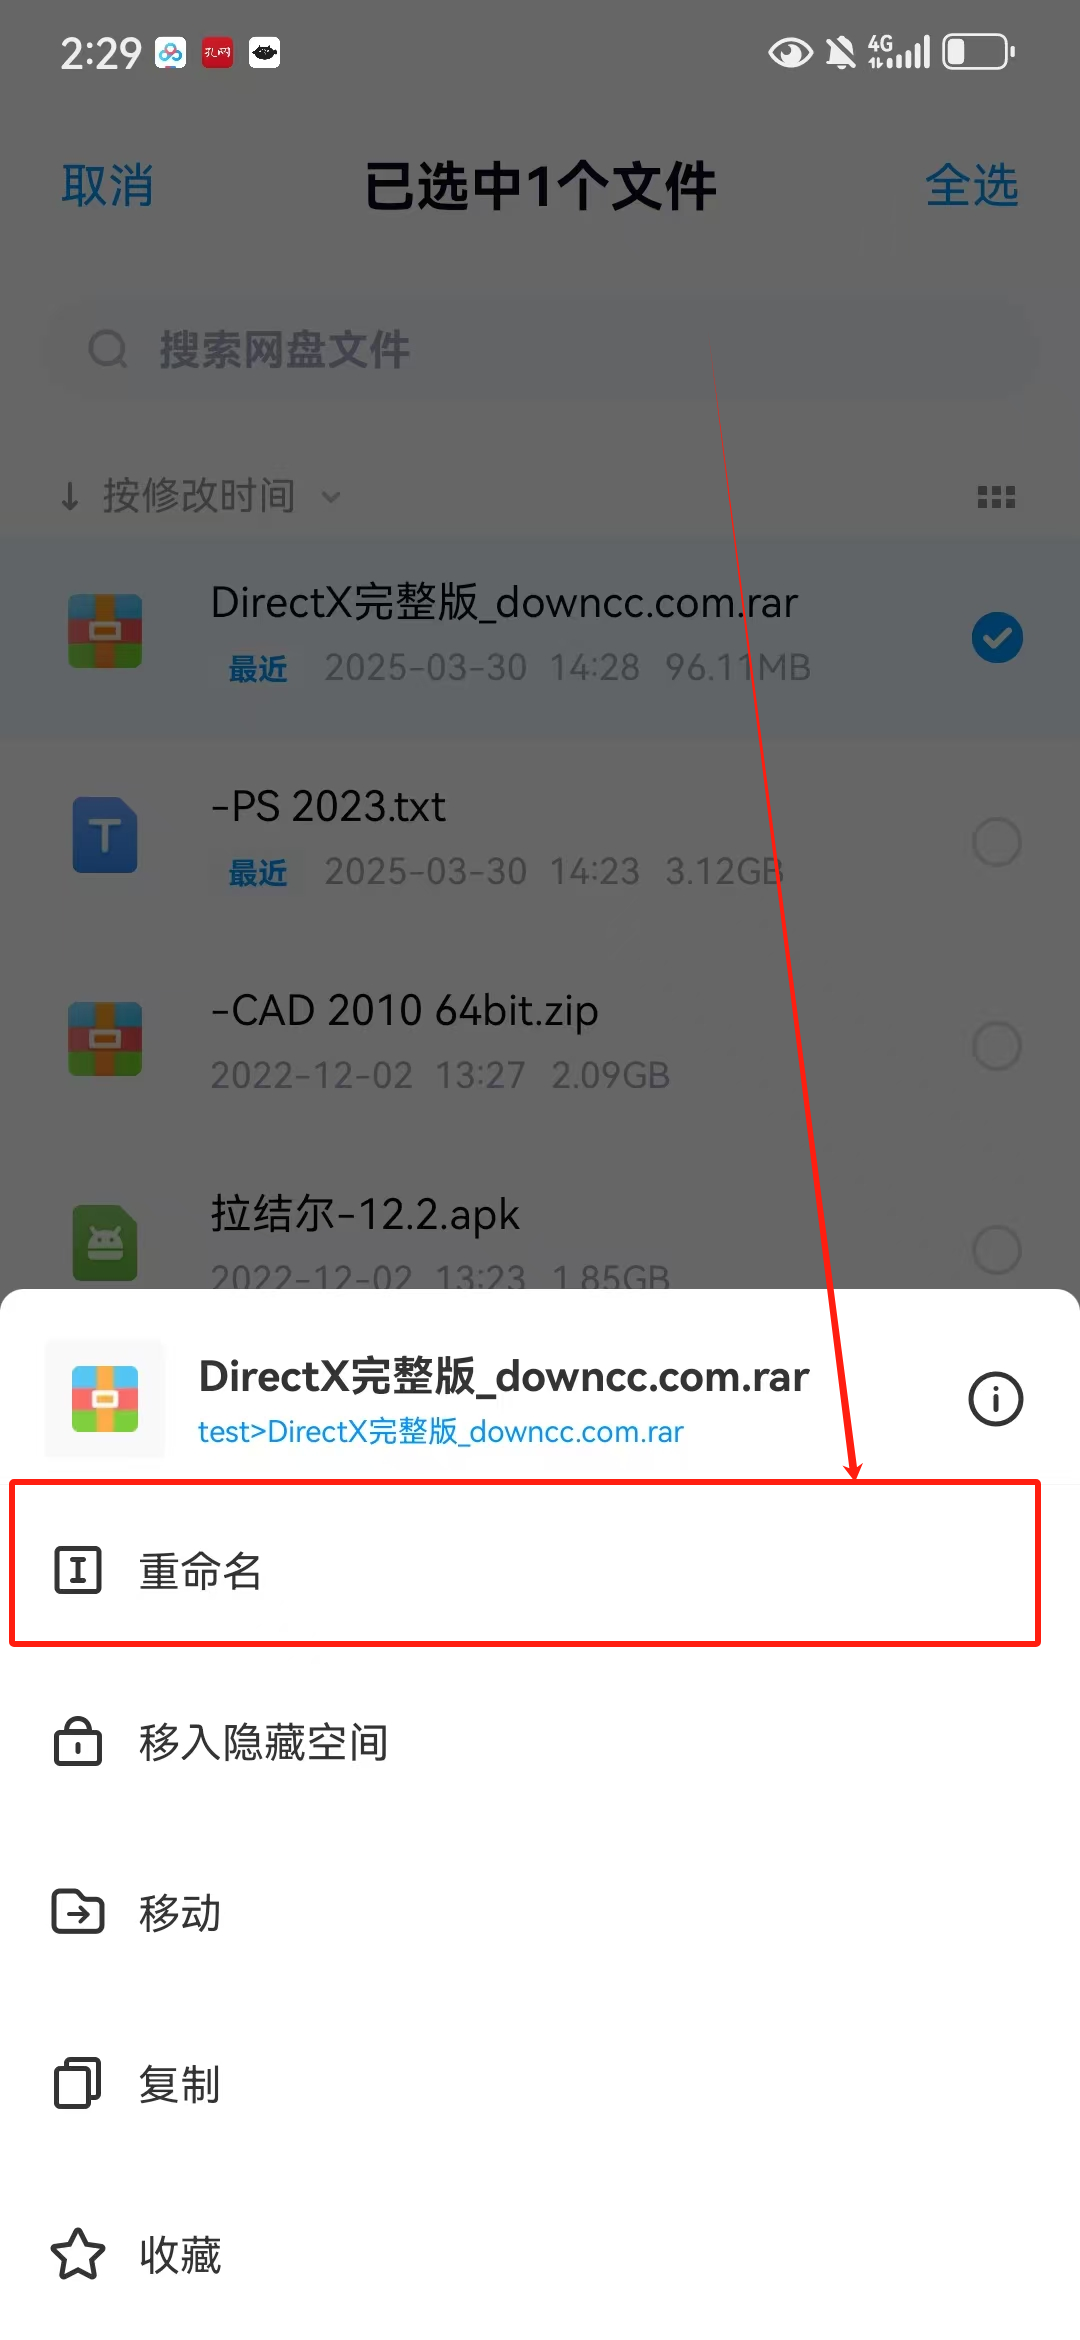 2:29 孔网 4G
取消 已选中1个文件 全选
搜索网盘文件
按修改时间
DirectX完整版_downcc.com.rar
最近 2025-03-30 14:28 96.11MB
-PS 2023.txt
最近 2025-03-30 14:23 3.12GB
-CAD 2010 64bit.zip
2022-12-02 13:27 2.09GB
拉结尔-12.2.apk
2022-12-02 13:23 1.85GB
DirectX完整版_downcc.com.rar
test>DirectX完整版_downcc.com.rar
重命名
移入隐藏空间
移动
复制
收藏